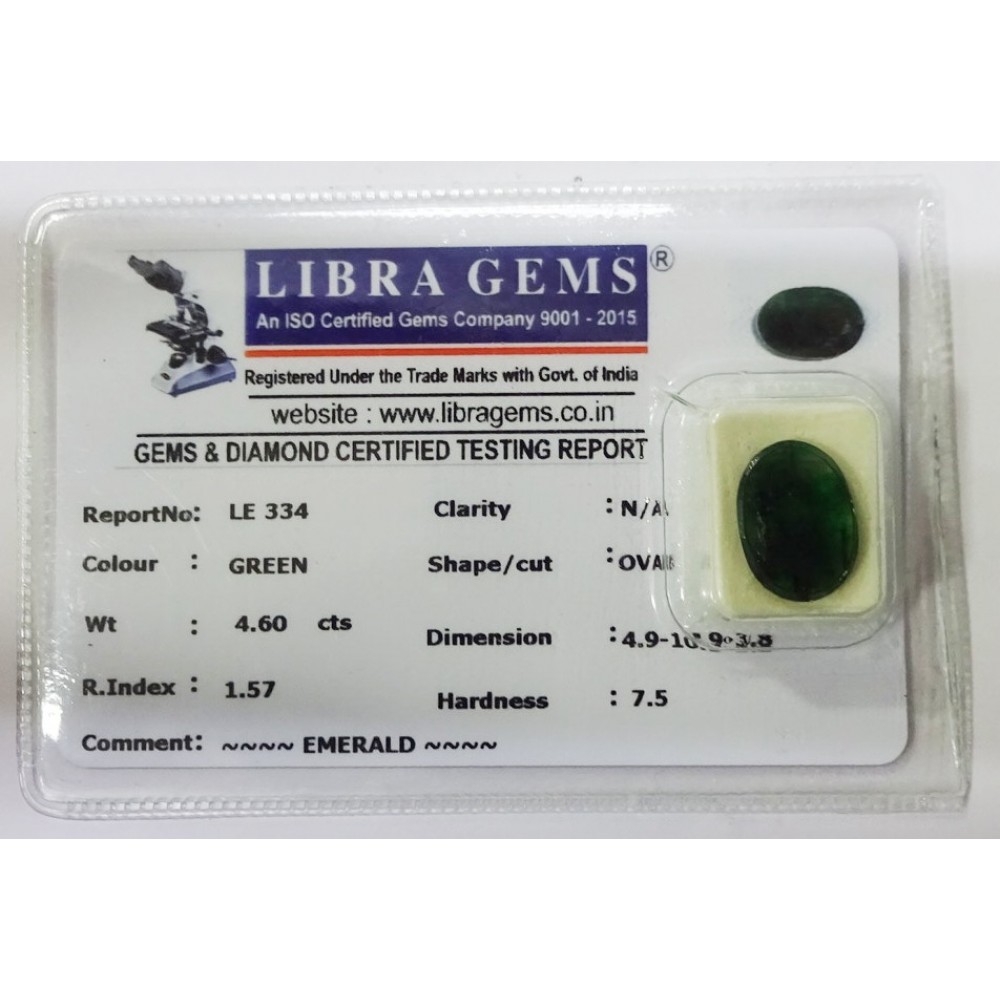 LIBRA GEMS ®
An ISO Certified Gems Company 9001 - 2015
Registered Under the Trade Marks with Govt. of India
website : www.libragems.co.in
GEMS & DIAMOND CERTIFIED TESTING REPORT
ReportNo: LE 334 Clarity : N/A
Colour : GREEN Shape/cut :
Wt : 4.60 cts Dimension :
R.Index : 1.57 Hardness : 7.5
Comment: ~~~~ EMERALD ~~~~